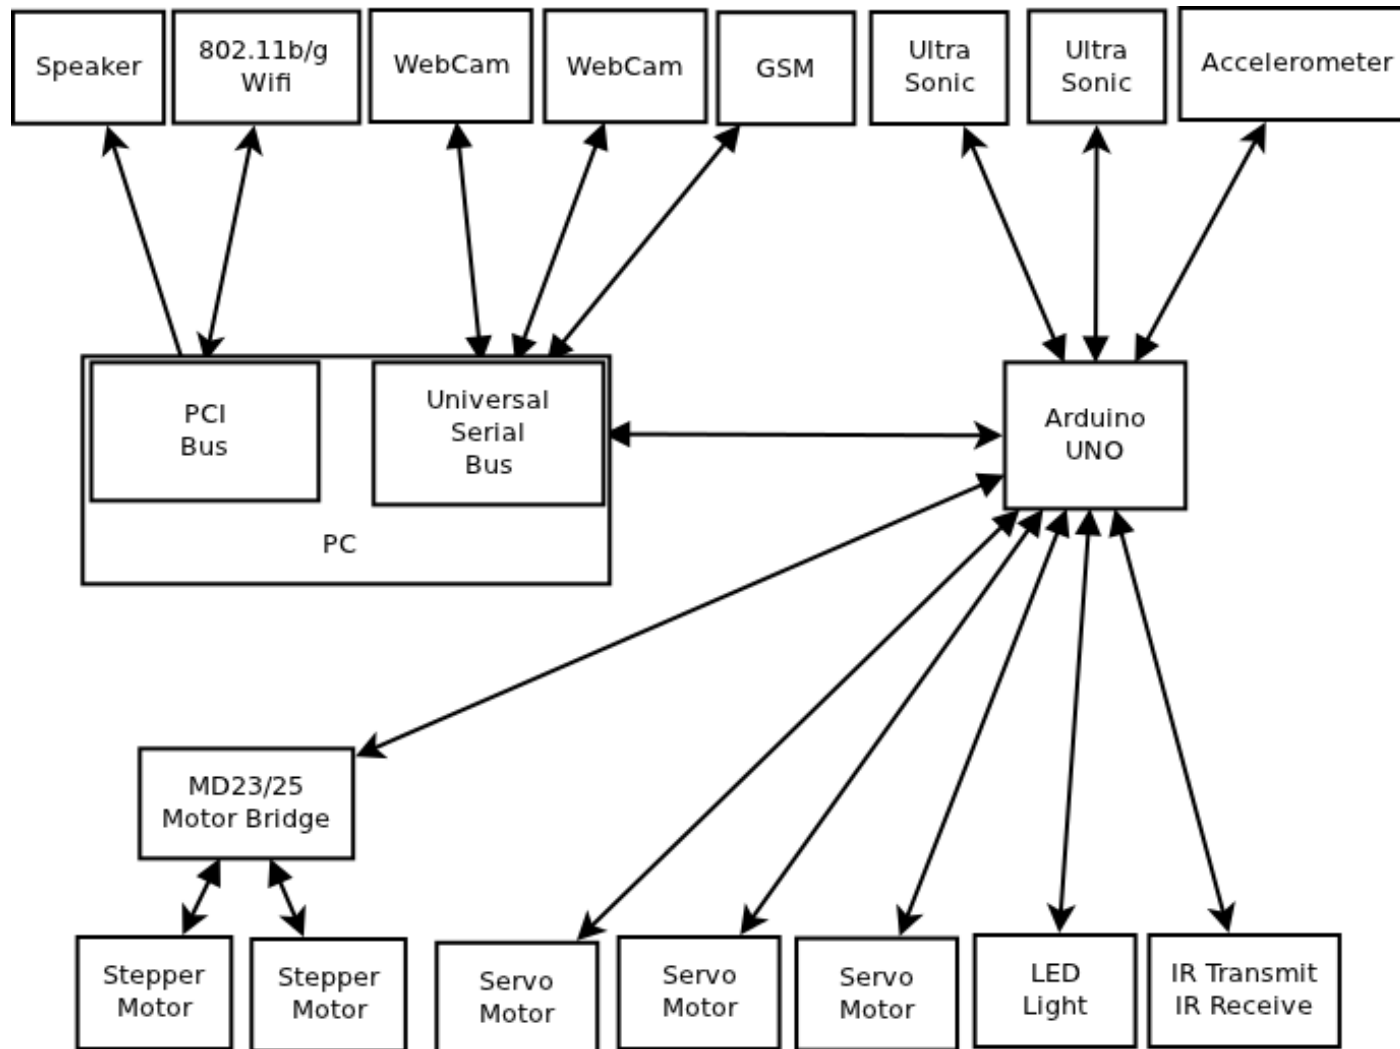 Speaker
802.11b/g
Wifi
WebCam
WebCam
GSM
Ultra
Sonic
Ultra
Sonic
Accelerometer
PCI
Bus
Universal
Serial
Bus
PC
Arduino
UNO
MD23/25
Motor Bridge
Stepper
Motor
Stepper
Motor
Servo
Motor
Servo
Motor
Servo
Motor
LED
Light
IR Transmit
IR Receive